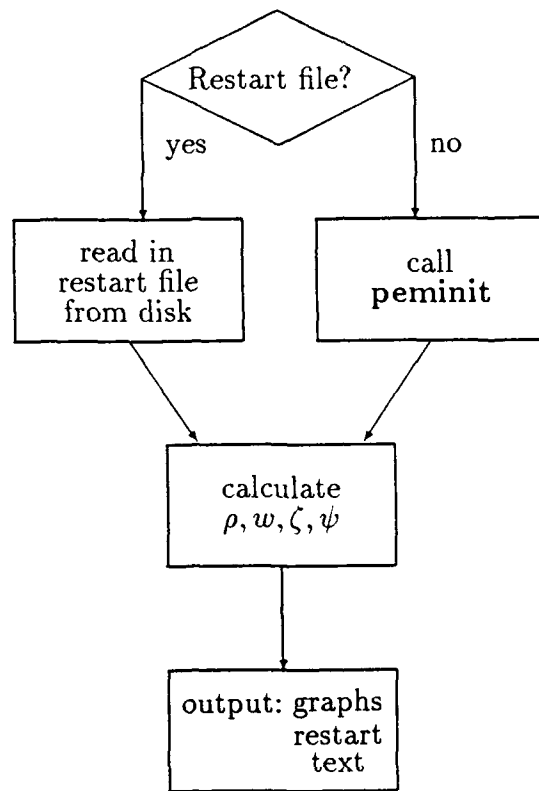 Restart file?
yes
no
read in
restart file
from disk
call
peminit
calculate
ρ, w, ζ, ψ
output: graphs
restart
text